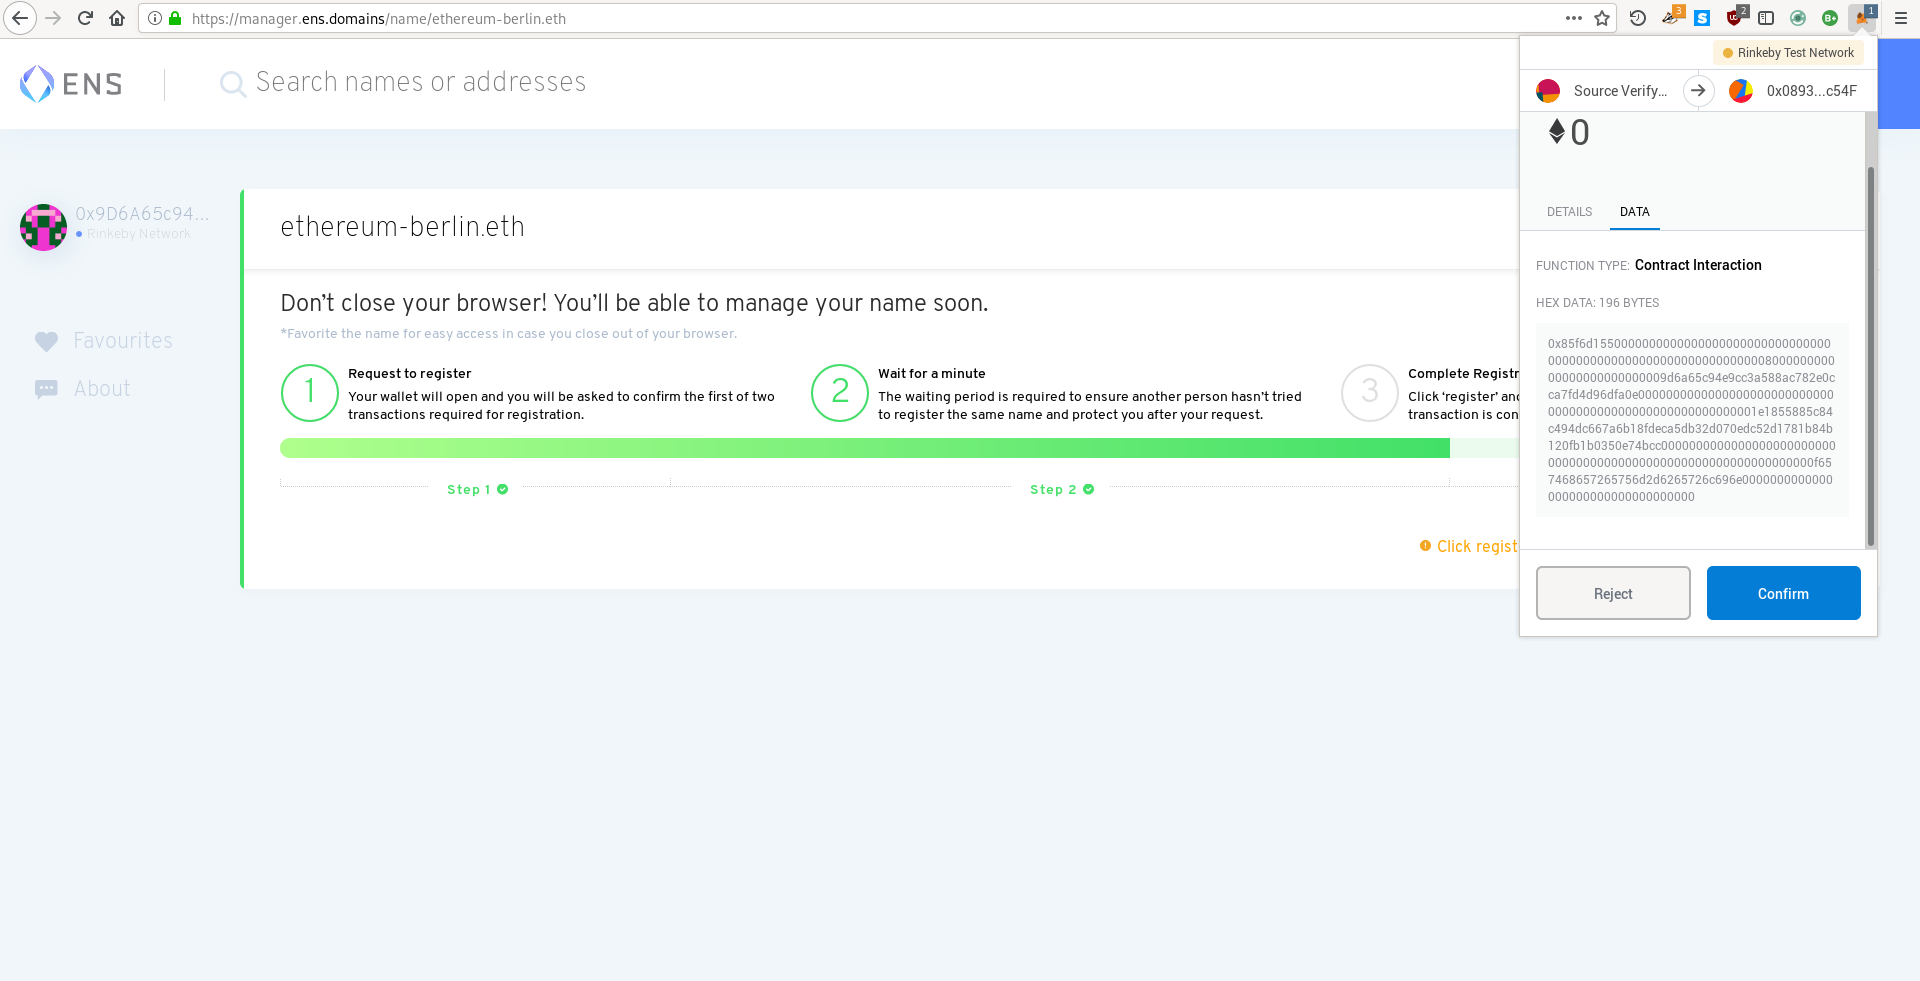 https://manager.ens.domains/name/ethereum-berlin.eth
3
2
1
Rinkeby Test Network
ENS
Search names or addresses
Source Verify...
0x0893...c54F
0
0x9D6A65c94...
Rinkeby Network
ethereum-berlin.eth
DETAILS
DATA
FUNCTION TYPE: Contract Interaction
HEX DATA: 196 BYTES
Favourites
About
Don’t close your browser! You’ll be able to manage your name soon.
*Favorite the name for easy access in case you close out of your browser.
1
Request to register
Your wallet will open and you will be asked to confirm the first of two
transactions required for registration.
2
Wait for a minute
The waiting period is required to ensure another person hasn’t tried
to register the same name and protect you after your request.
3
Complete Registr
Click ‘register’ and
transaction is con
Step 1
Step 2
Click regist
Reject
Confirm